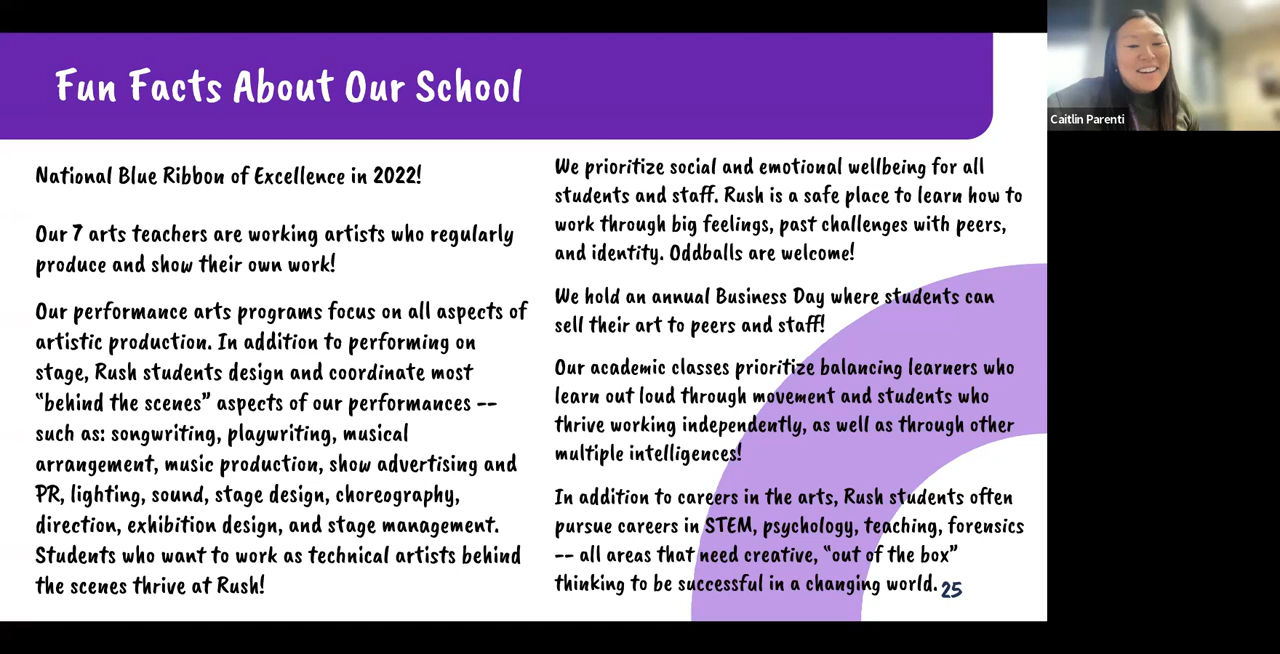 Fun Facts About Our School
National Blue Ribbon of Excellence in 2022!
Our 7 arts teachers are working artists who regularly
produce and show their own work!
Our performance arts programs focus on all aspects of
artistic production. In addition to performing on
stage, Rush students design and coordinate most
“behind the scenes” aspects of our performances --
such as: songwriting, playwriting, musical
arrangement, music production, show advertising and
PR, lighting, sound, stage design, choreography,
direction, exhibition design, and stage management.
Students who want to work as technical artists behind
the scenes thrive at Rush!
We prioritize social and emotional wellbeing for all
students and staff. Rush is a safe place to learn how to
work through big feelings, past challenges with peers,
and identity. Oddballs are welcome!
We hold an annual Business Day where students can
sell their art to peers and staff!
Our academic classes prioritize balancing learners who
learn out loud through movement and students who
thrive working independently, as well as through other
multiple intelligences!
In addition to careers in the arts, Rush students often
pursue careers in STEM, psychology, teaching, forensics
-- all areas that need creative, “out of the box”
thinking to be successful in a changing world.
25
Caitlin Parenti